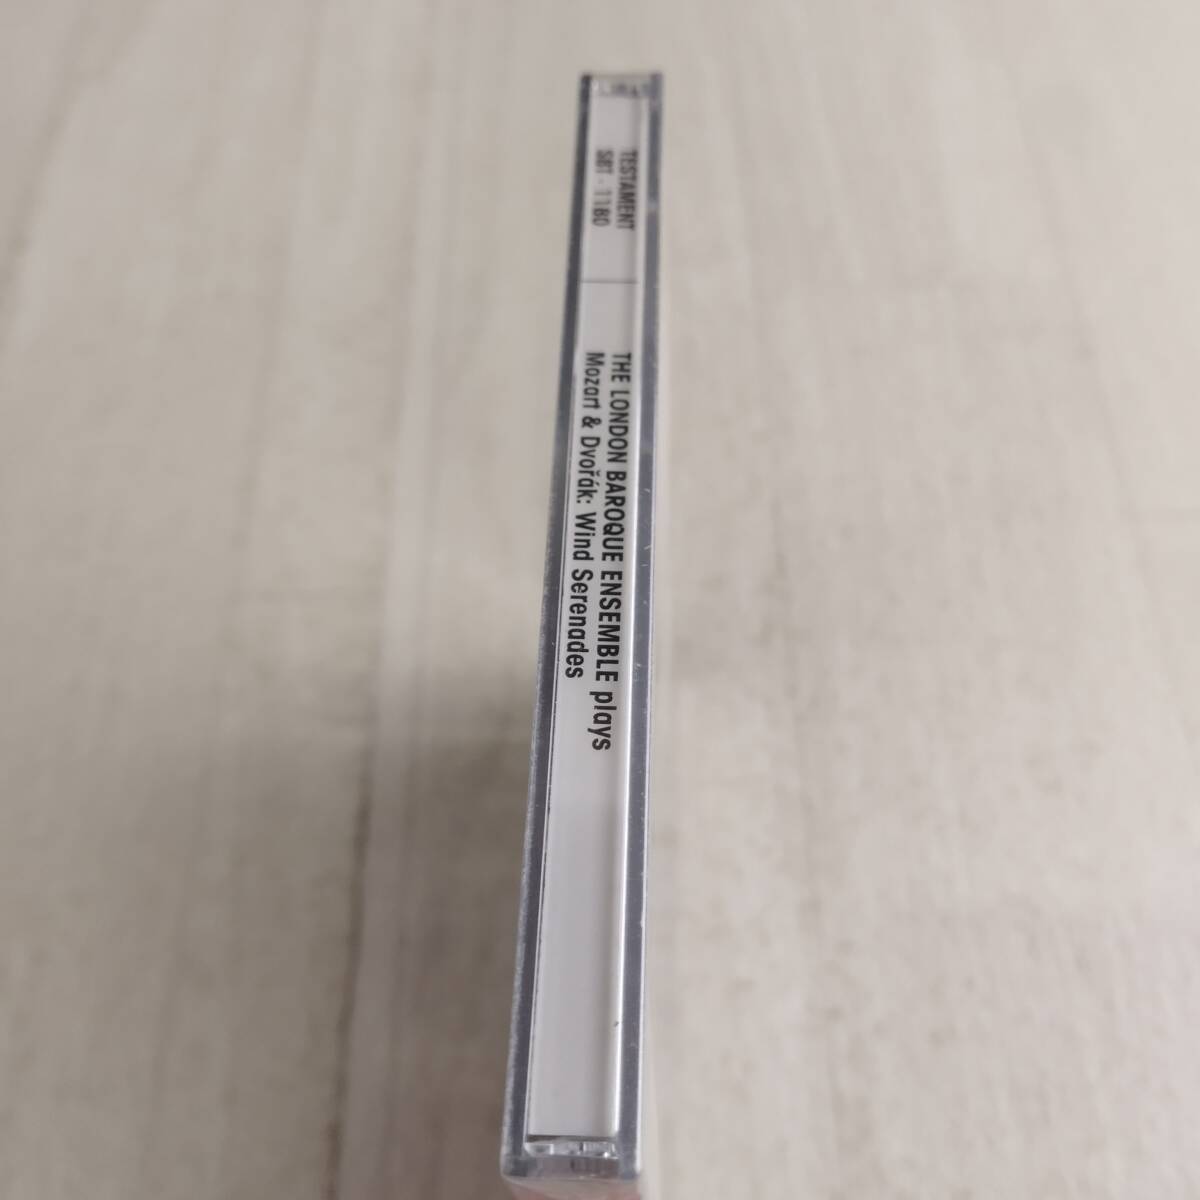 TESTAMENT
SBT · 1180
THE LONDON BAROQUE ENSEMBLE plays
Mozart & Dvořák: Wind Serenades